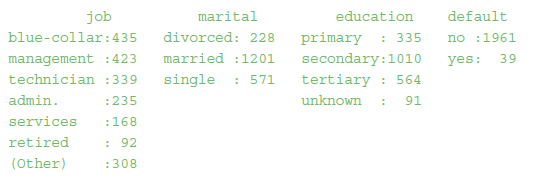 job marital education default
blue-collar:435 divorced: 228 primary : 335 no :1961
management :423 married :1201 secondary:1010 yes: 39
technician :339 single : 571 tertiary : 564
admin. :235 unknown : 91
services :168
retired : 92
(Other) :308